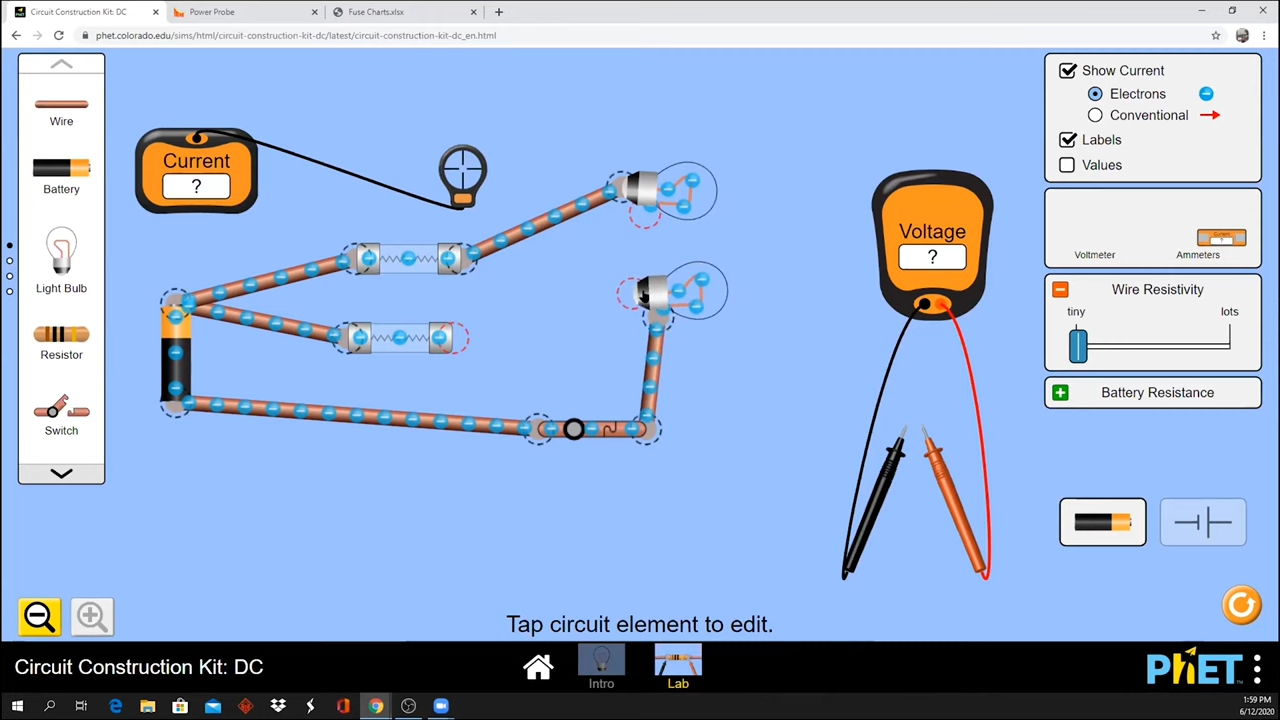 Circuit Construction Kit: DC
Power Probe
Fuse Charts.xlsx
phet.colorado.edu/sims/html/circuit-construction-kit-dc/latest/circuit-construction-kit-dc_en.html
Wire
Battery
Light Bulb
Resistor
Switch
Current
?
Voltage
?
Show Current
Electrons
Conventional
Labels
Values
Current
Voltmeter
Ammeters
Wire Resistivity
tiny
lots
Battery Resistance
Tap circuit element to edit.
Circuit Construction Kit: DC
Intro
Lab
PhET
1:59 PM
6/12/2020